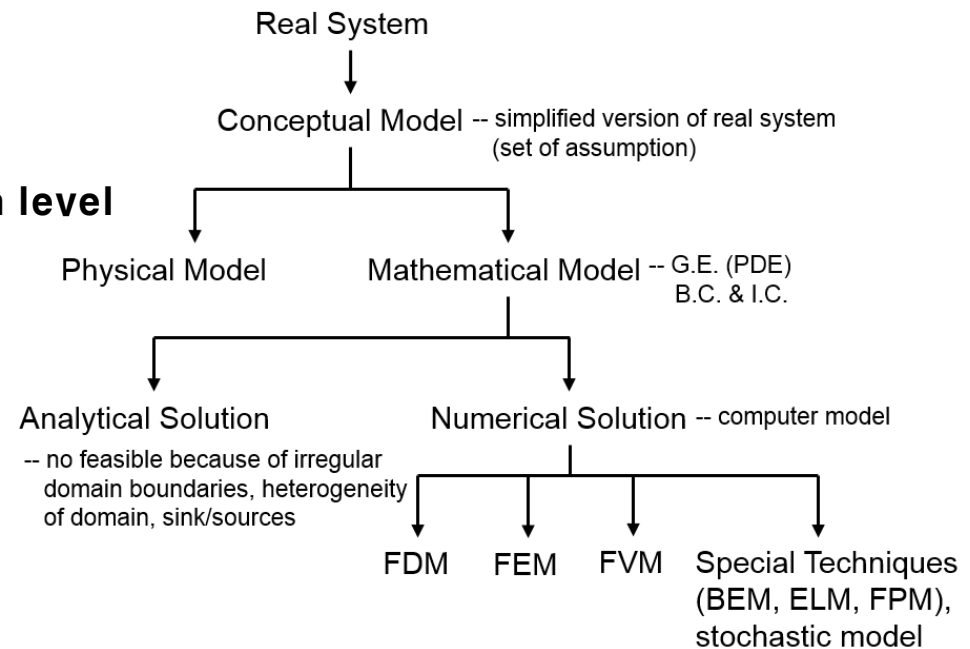 Real System
Conceptual Model -- simplified version of real system
(set of assumption)
level
Physical Model
Mathematical Model -- G.E. (PDE)
B.C. & I.C.
Analytical Solution
Numerical Solution -- computer model
-- no feasible because of irregular
domain boundaries, heterogeneity
of domain, sink/sources
FDM
FEM
FVM
Special Techniques
(BEM, ELM, FPM),
stochastic model